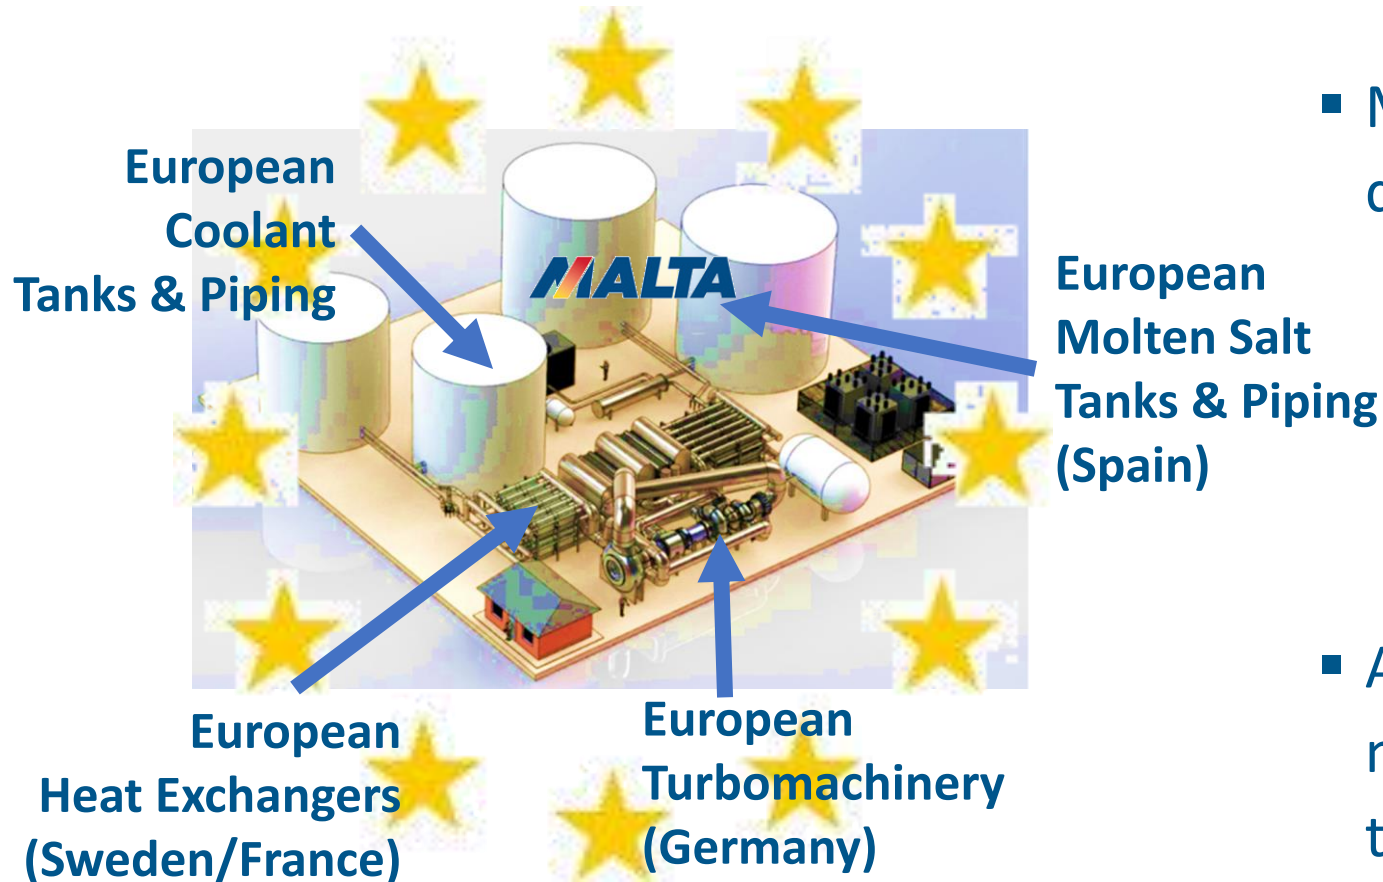 European
Coolant
Tanks & Piping
MALTA
European
Molten Salt
Tanks & Piping
(Spain)
European
Heat Exchangers
(Sweden/France)
European
Turbomachinery
(Germany)